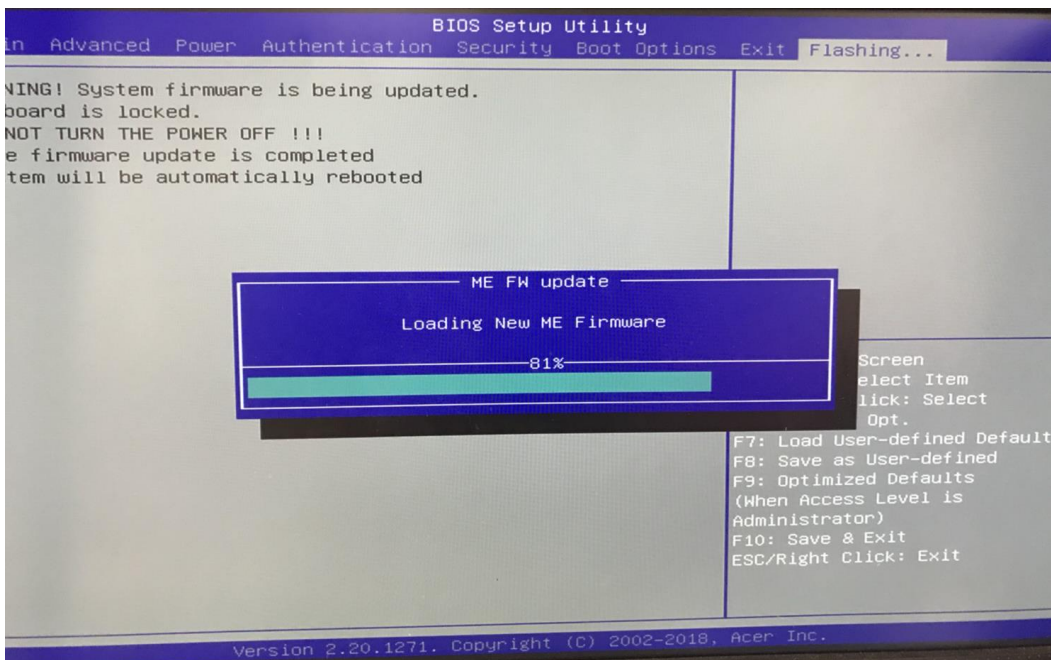 BIOS Setup Utility
in Advanced Power Authentication Security Boot Options Exit Flashing...
NING! System firmware is being updated.
board is locked.
NOT TURN THE POWER OFF !!!
e firmware update is completed
tem will be automatically rebooted
ME FW update
Loading New ME Firmware
81%
Screen
elect Item
lick: Select
Opt.
F7: Load User-defined Default
F8: Save as User-defined
F9: Optimized Defaults
(When Access Level is
Administrator)
F10: Save & Exit
ESC/Right Click: Exit
Version 2.20.1271. Copyright (C) 2002-2018, Acer Inc.